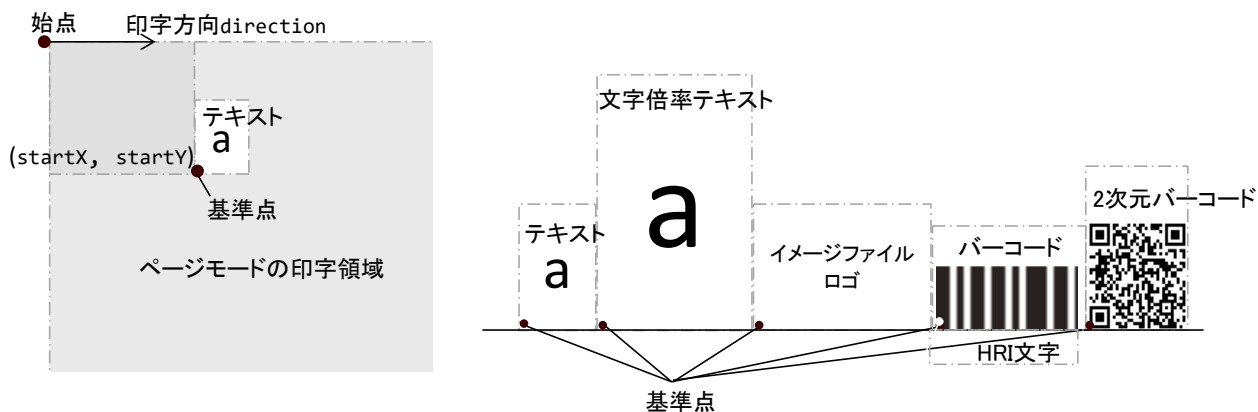 始点
印字方向direction
テキスト
a
(startX, startY)
基準点
ページモードの印字領域
文字倍率テキスト
a
テキスト
a
イメージファイル
ロゴ
バーコード
2次元バーコード
HRI文字
基準点